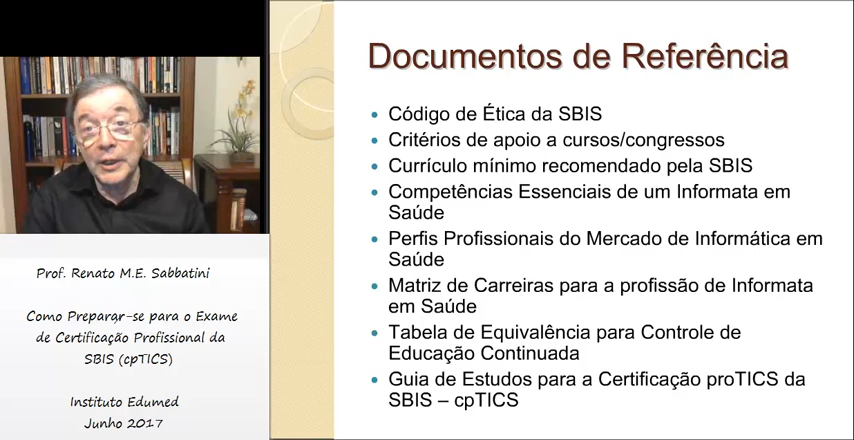 Documentos de Referência
Código de Ética da SBIS
Critérios de apoio a cursos/congressos
Currículo mínimo recomendado pela SBIS
Competências Essenciais de um Informata em
Saúde
Perfis Profissionais do Mercado de Informática em
Saúde
Matriz de Carreiras para a profissão de Informata
em Saúde
Tabela de Equivalência para Controle de
Educação Continuada
Guia de Estudos para a Certificação proTICS da
SBIS – cpTICS
Prof. Renato M.E. Sabbatini
Como Preparar-se para o Exame
de Certificação Profissional da
SBIS (cpTICS)
Instituto Edumed
Junho 2017